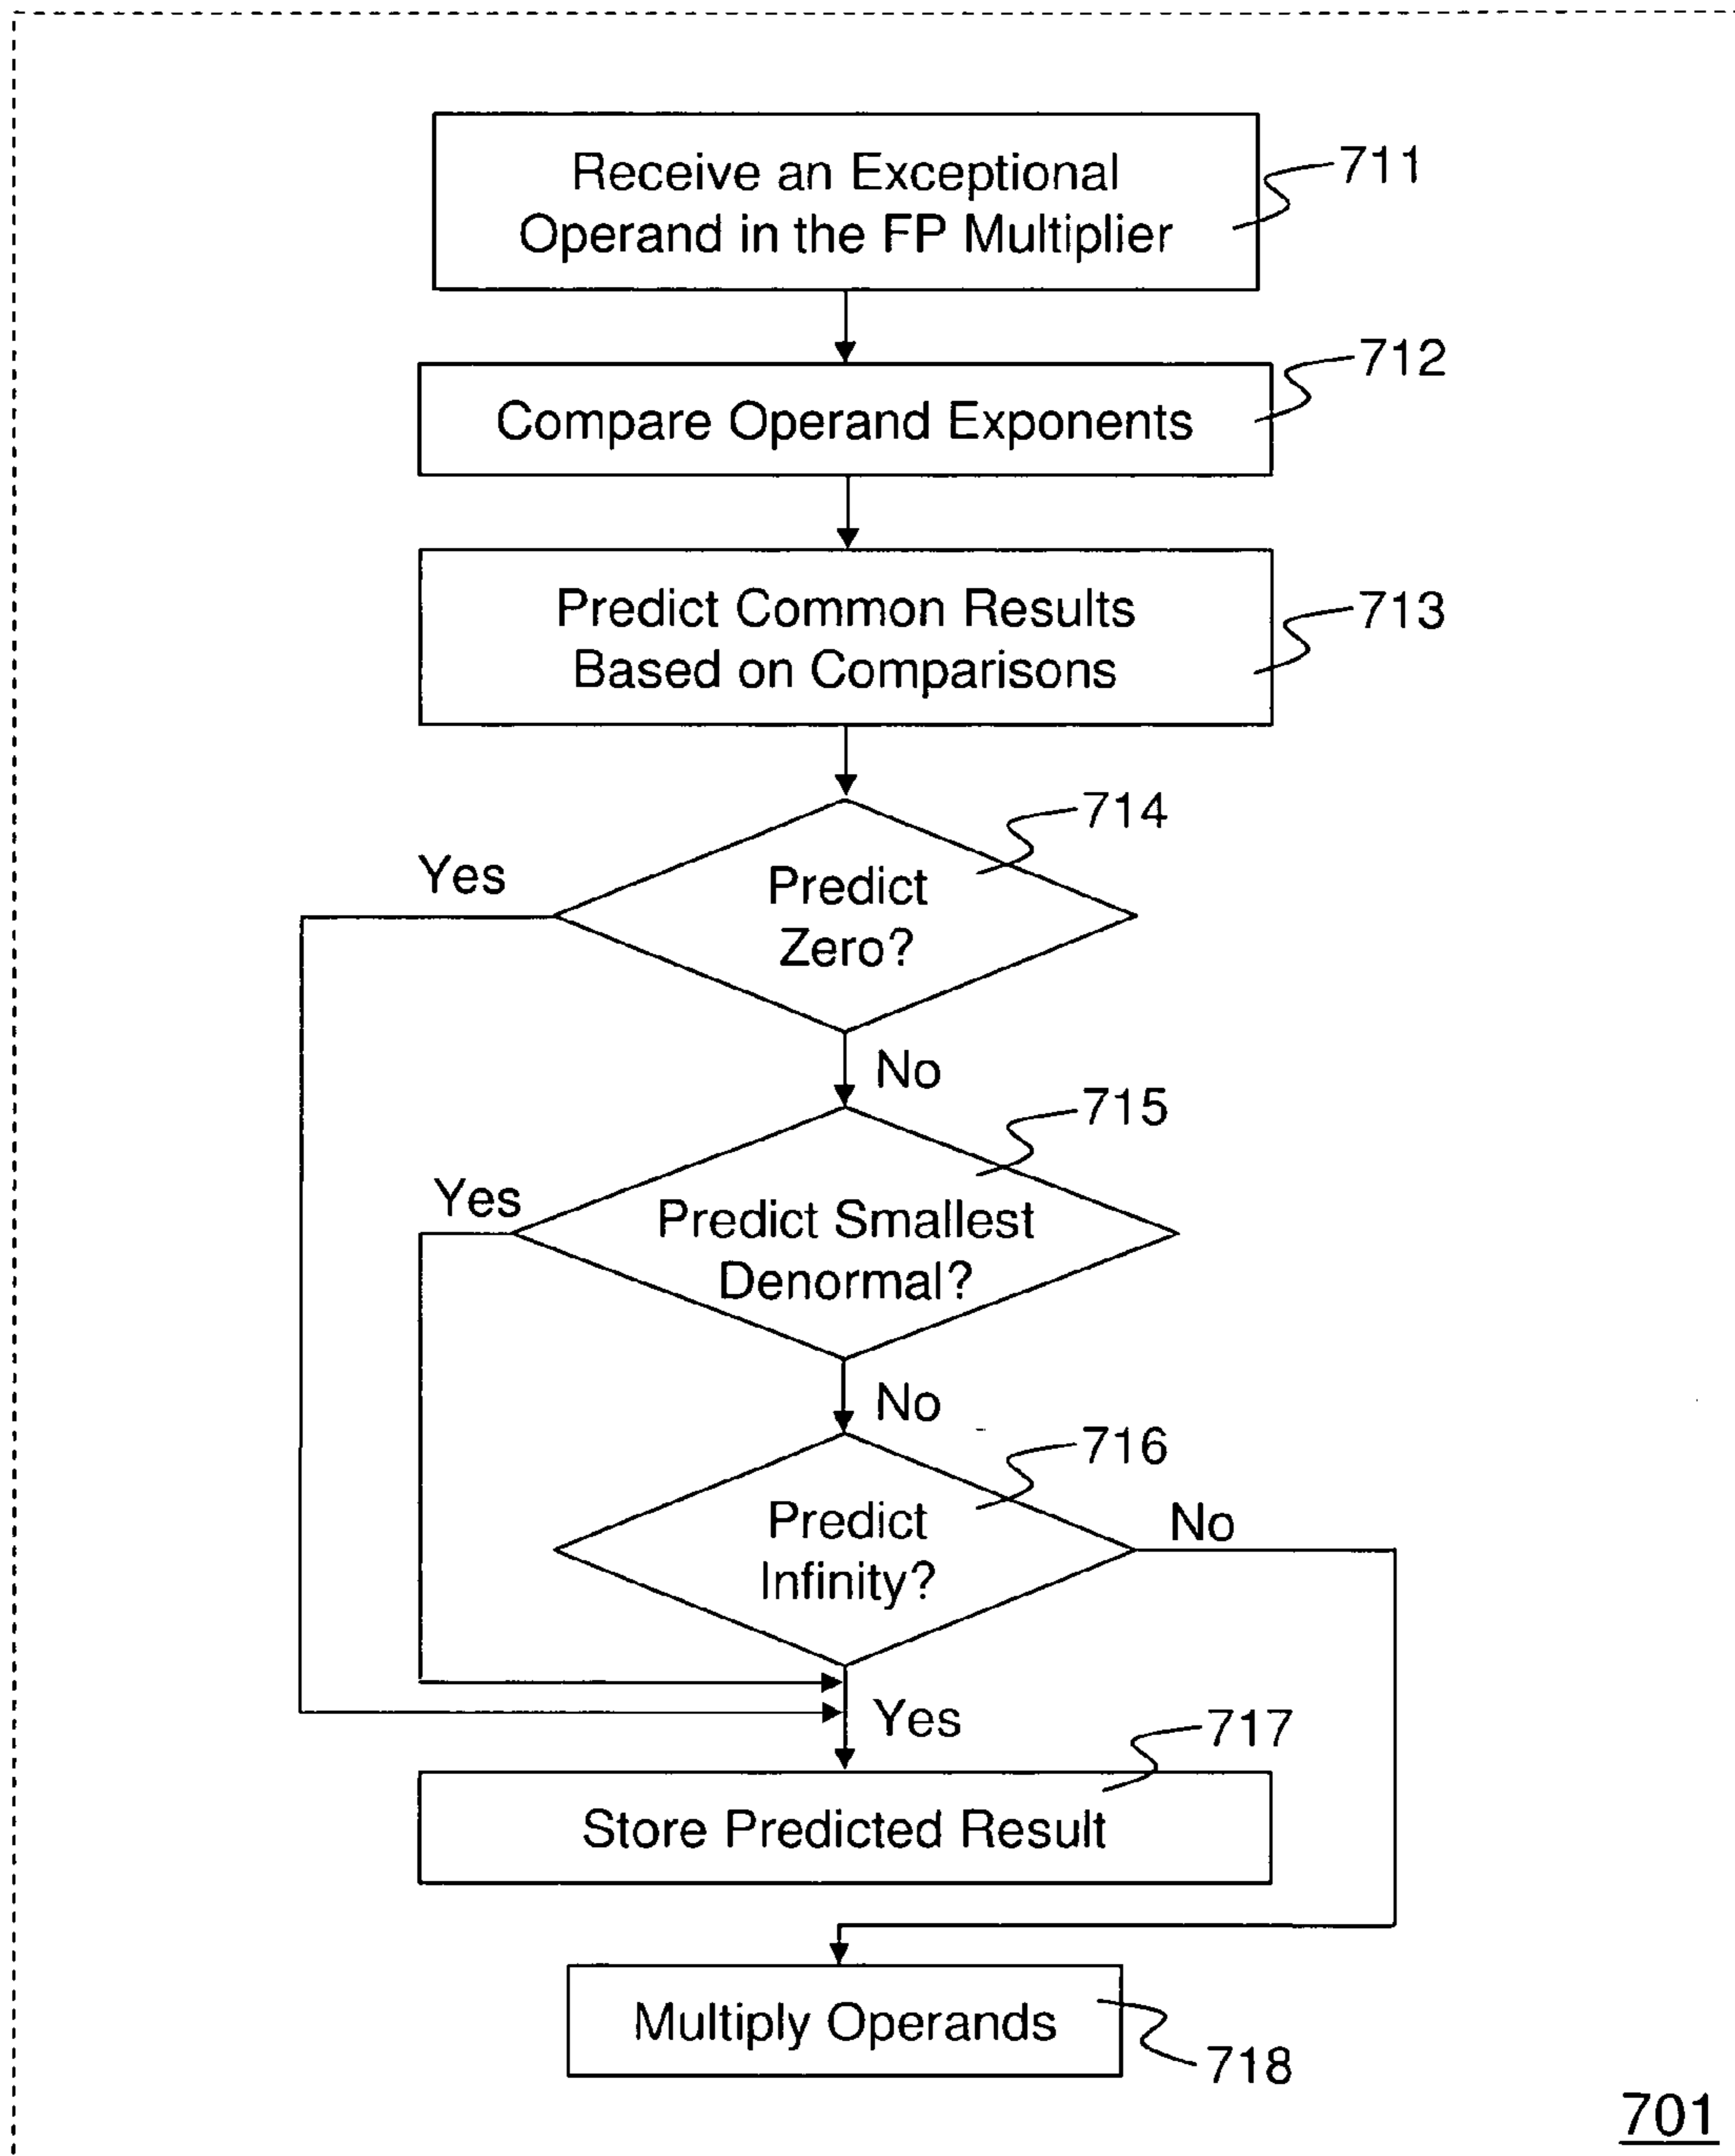 Receive an Exceptional
Operand in the FP Multiplier
711
Compare Operand Exponents
712
Predict Common Results
Based on Comparisons
713
714
Yes
Predict
Zero?
No
715
Yes
Predict Smallest
Denormal?
No
716
Predict
Infinity?
No
Yes
717
Store Predicted Result
Multiply Operands
718
701